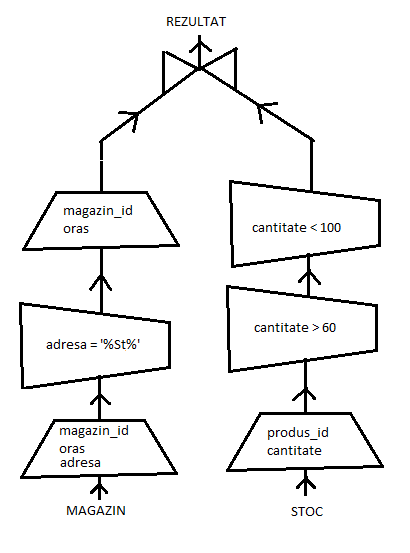 REZULTAT
magazin_id
oras
cantitate < 100
adresa = '%St%'
cantitate > 60
magazin_id
oras
adresa
produs_id
cantitate
MAGAZIN
STOC